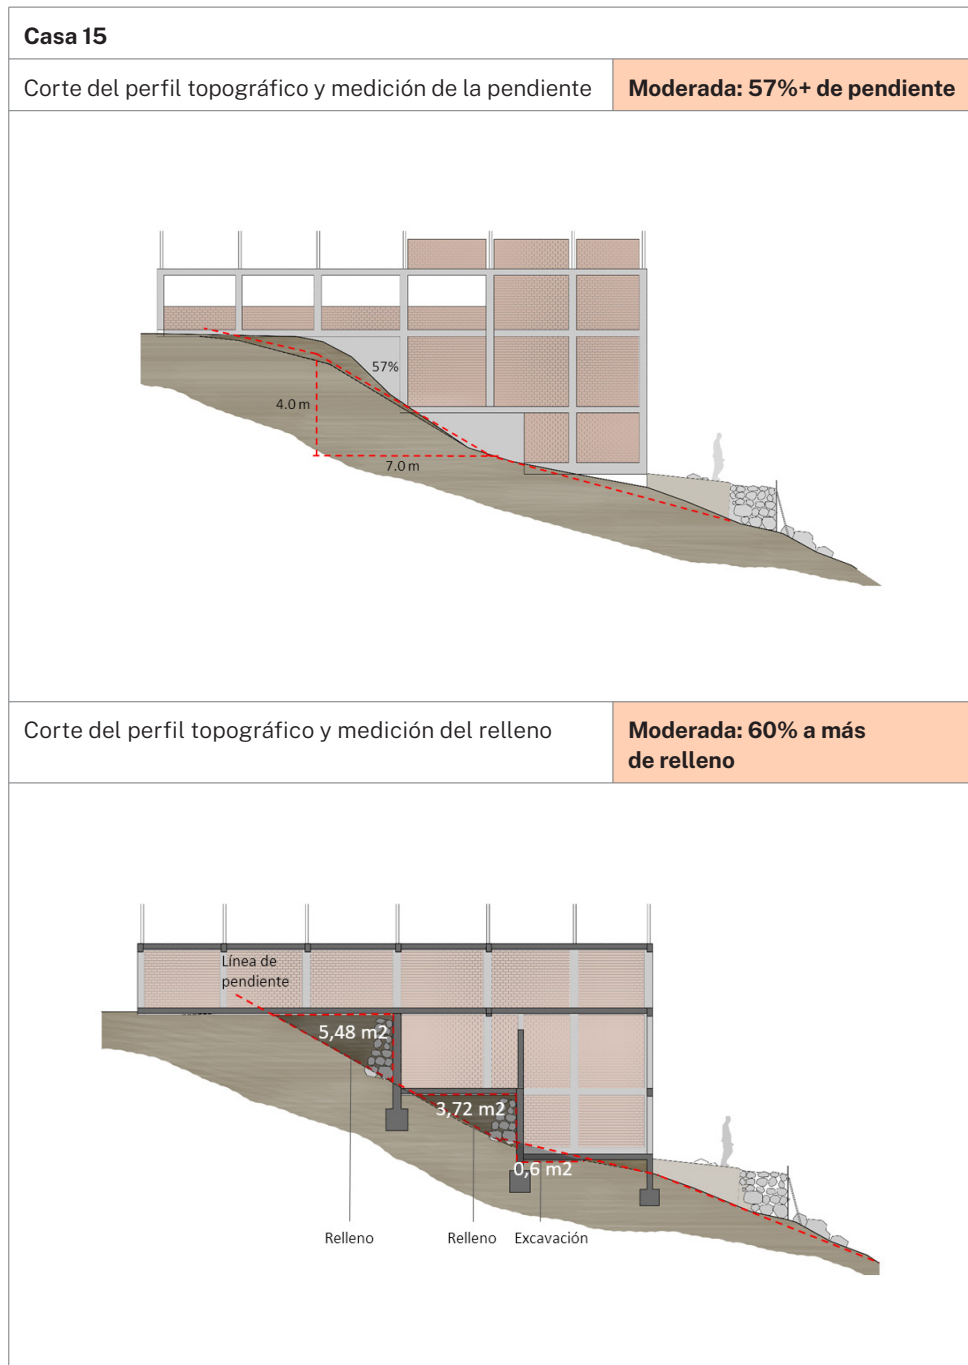 Casa 15
Corte del perfil topográfico y medición de la pendiente
Moderada: 57%+ de pendiente
57%
4.0 m
7.0 m
Corte del perfil topográfico y medición del relleno
Moderada: 60% a más
de relleno
Línea de
pendiente
5,48 m2
3,72 m2
0,6 m2
Relleno
Relleno
Excavación